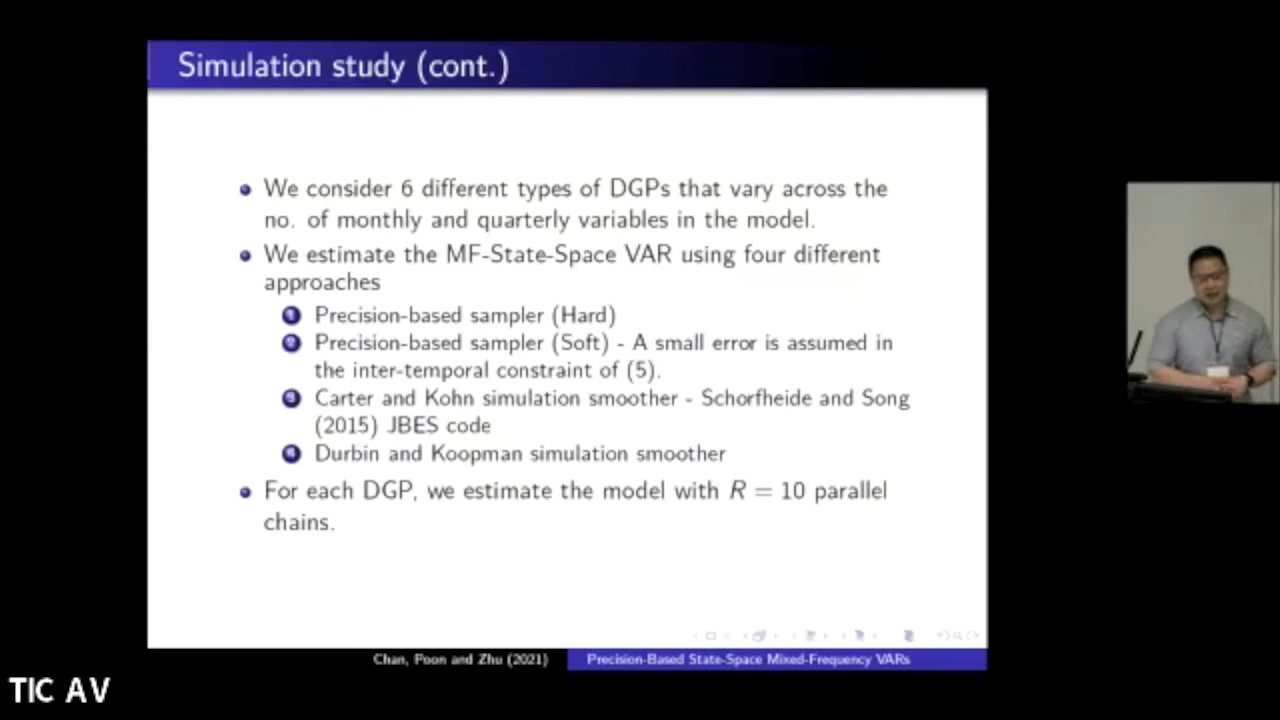 Simulation study (cont.)
We consider 6 different types of DGPs that vary across the
no. of monthly and quarterly variables in the model.
We estimate the MF-State-Space VAR using four different
approaches
1 Precision-based sampler (Hard)
2 Precision-based sampler (Soft) - A small error is assumed in
the inter-temporal constraint of (5).
3 Carter and Kohn simulation smoother - Schorfheide and Song
(2015) JBES code
4 Durbin and Koopman simulation smoother
For each DGP, we estimate the model with R = 10 parallel
chains.
Chan, Poon and Zhu (2021) Precision-Based State-Space Mixed-Frequency VARs
TIC AV